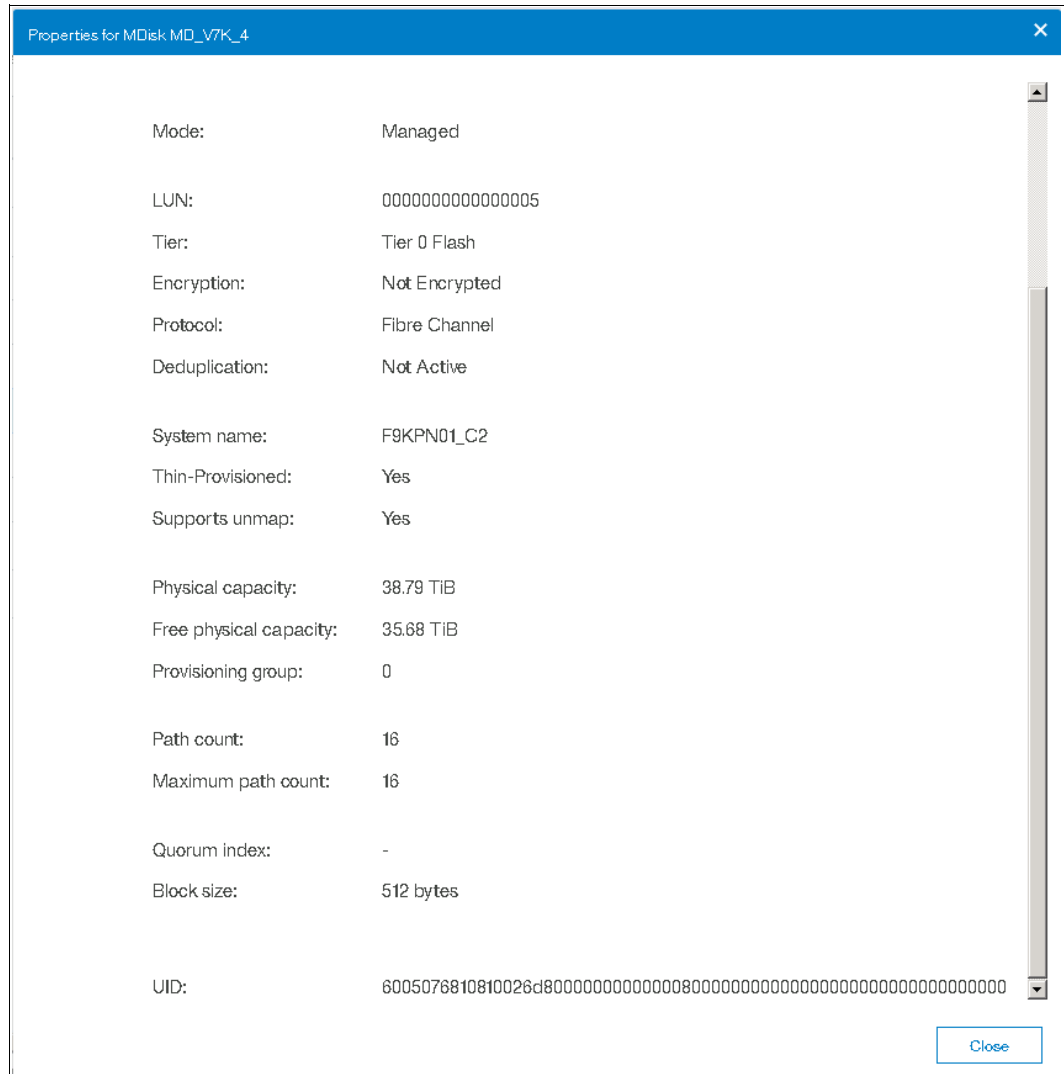 Properties for MDisk MD_V7K_4
Mode: Managed
LUN: 0000000000000005
Tier: Tier 0 Flash
Encryption: Not Encrypted
Protocol: Fibre Channel
Deduplication: Not Active
System name: F9KPN01_C2
Thin-Provisioned: Yes
Supports unmap: Yes
Physical capacity: 38.79 TiB
Free physical capacity: 35.68 TiB
Provisioning group: 0
Path count: 16
Maximum path count: 16
Quorum index: -
Block size: 512 bytes
UID: 6005076810810026d80000000000000800000000000000000000000000000000
Close